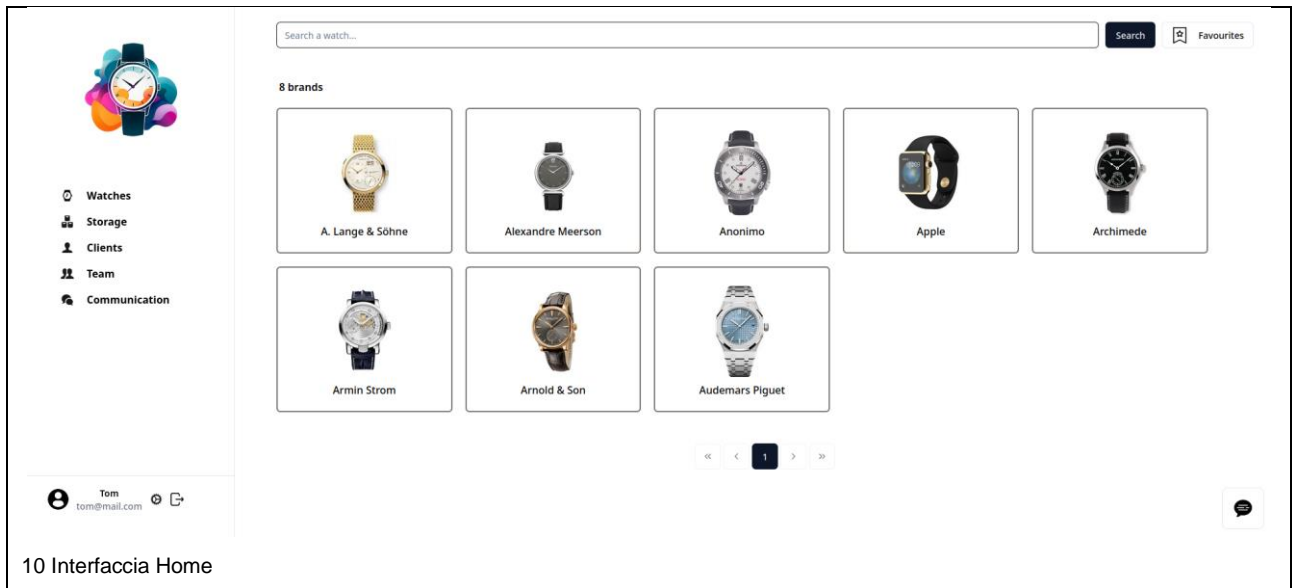 Search a watch...
Search
Favourites
8 brands
Watches
Storage
Clients
Team
Communication
A. Lange & Söhne
Alexandre Meerson
Anonimo
Apple
Archimede
Armin Strom
Arnold & Son
Audemars Piguet
« < 1 > »
Tom
tom@mail.com
10 Interfaccia Home